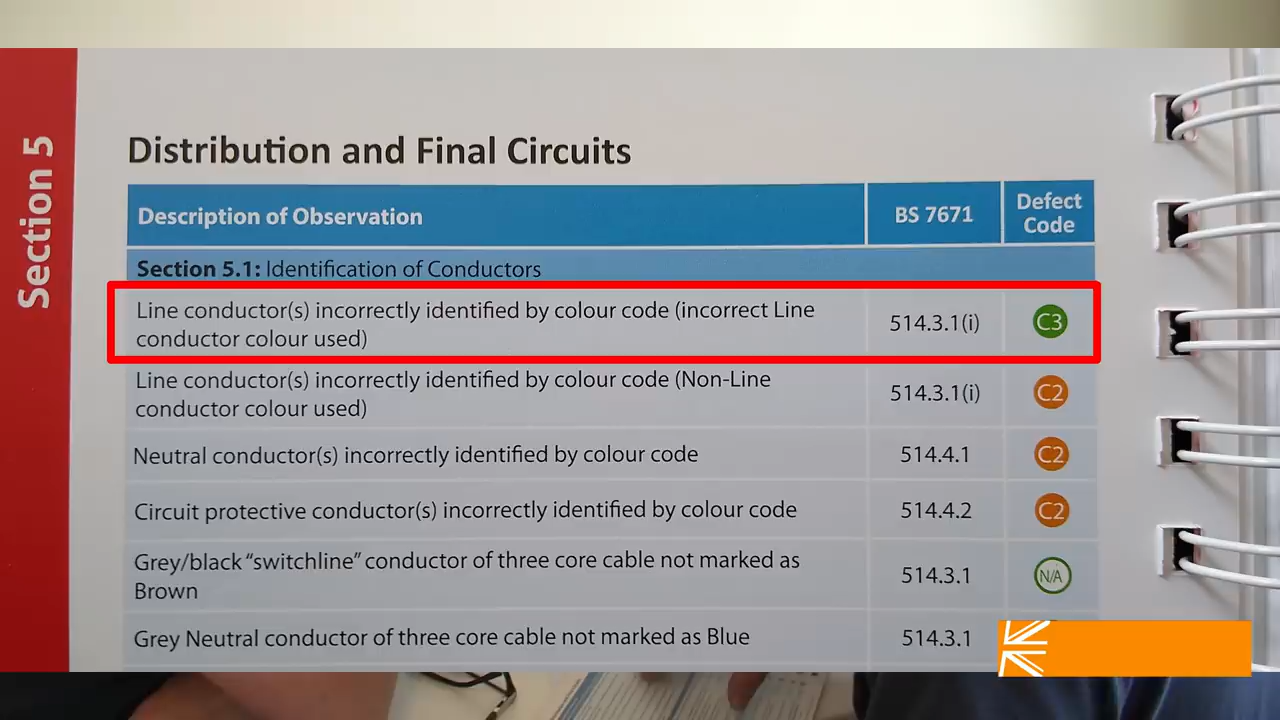 Section 5
Distribution and Final Circuits
Description of Observation
BS 7671
Defect
Code
Section 5.1: Identification of Conductors
Line conductor(s) incorrectly identified by colour code (incorrect Line
conductor colour used)
514.3.1(i)
C3
Line conductor(s) incorrectly identified by colour code (Non-Line
conductor colour used)
514.3.1(i)
C2
Neutral conductor(s) incorrectly identified by colour code
514.4.1
C2
Circuit protective conductor(s) incorrectly identified by colour code
514.4.2
C2
Grey/black “switchline” conductor of three core cable not marked as
Brown
514.3.1
N/A
Grey Neutral conductor of three core cable not marked as Blue
514.3.1